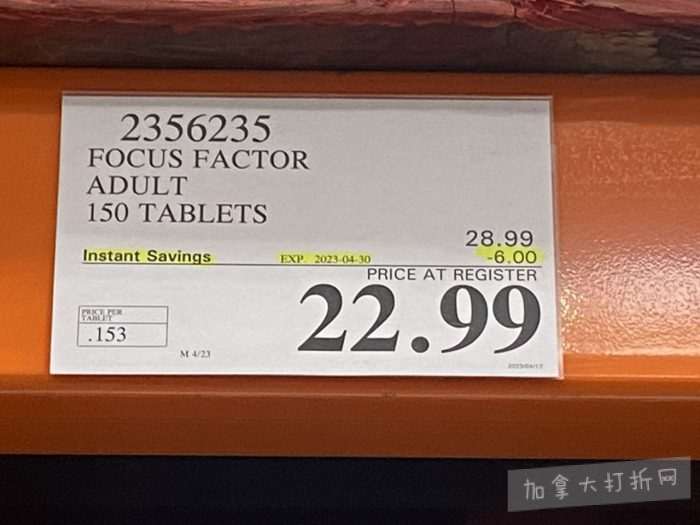 2356235
FOCUS FACTOR
ADULT
150 TABLETS
28.99
Instant Savings EXP. 2023-04-30 -6.00
PRICE AT REGISTER
22.99
PRICE PER
TABLET
.153
M 4/23
2023/04/17
加拿大打折网